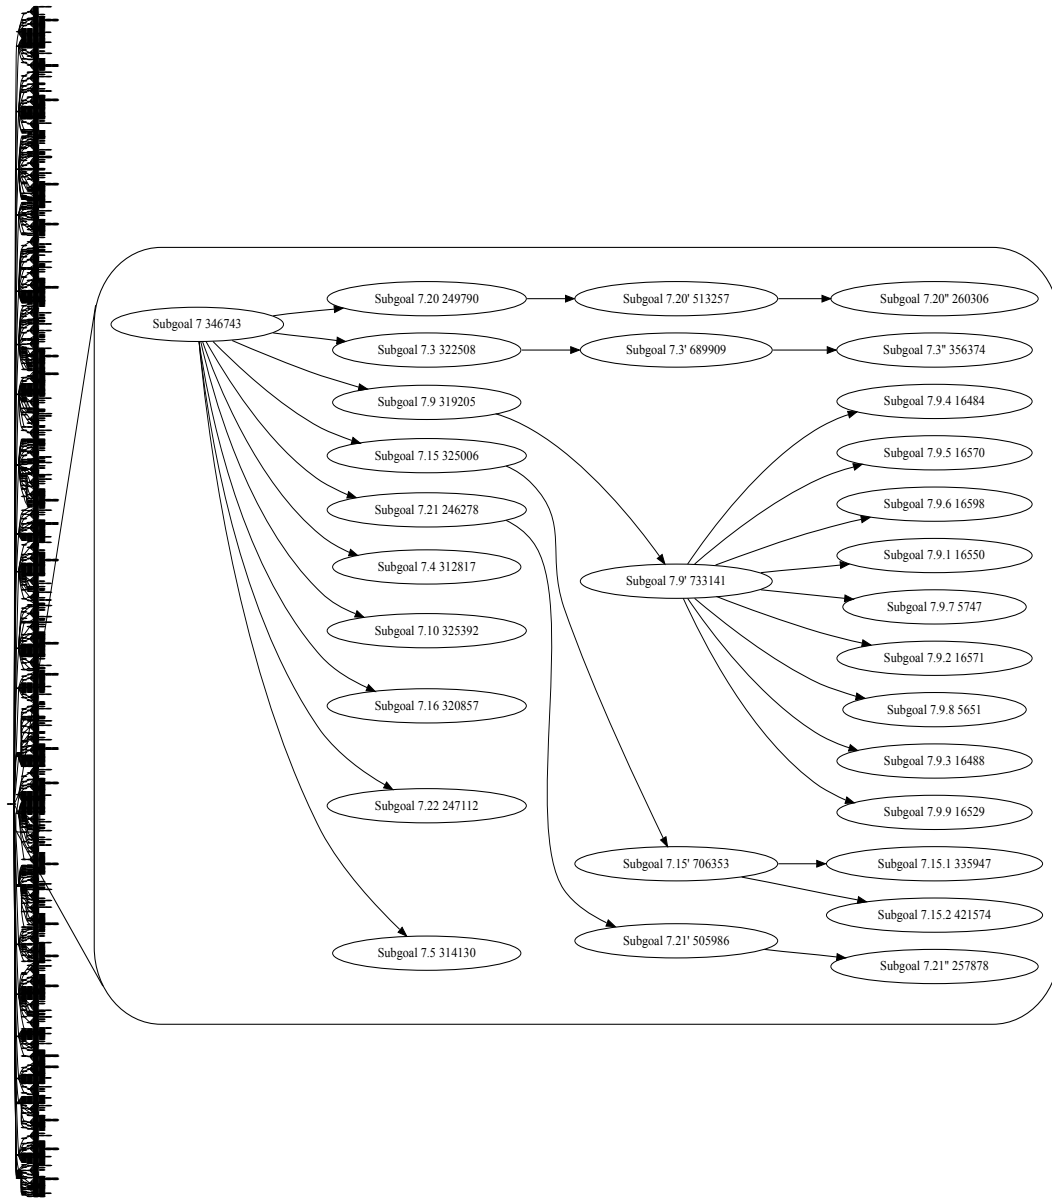 Subgoal 7 346743
Subgoal 7.20 249790
Subgoal 7.20' 513257
Subgoal 7.20'' 260306
Subgoal 7.3 322508
Subgoal 7.3' 689909
Subgoal 7.3'' 356374
Subgoal 7.9 319205
Subgoal 7.9.4 16484
Subgoal 7.15 325006
Subgoal 7.9.5 16570
Subgoal 7.21 246278
Subgoal 7.9.6 16598
Subgoal 7.4 312817
Subgoal 7.9' 733141
Subgoal 7.9.1 16550
Subgoal 7.10 325392
Subgoal 7.9.7 5747
Subgoal 7.9.2 16571
Subgoal 7.16 320857
Subgoal 7.9.8 5651
Subgoal 7.9.3 16488
Subgoal 7.22 247112
Subgoal 7.9.9 16529
Subgoal 7.15' 706353
Subgoal 7.15.1 335947
Subgoal 7.15.2 421574
Subgoal 7.5 314130
Subgoal 7.21' 505986
Subgoal 7.21'' 257878